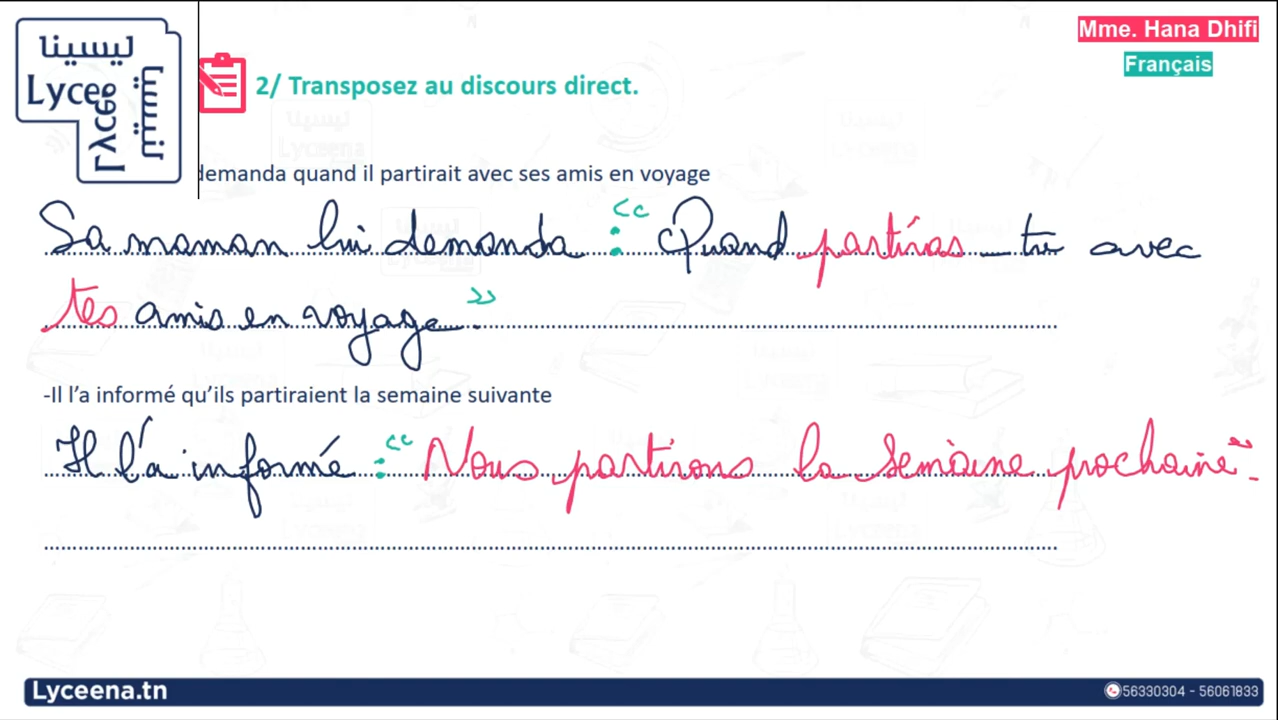 ليسينا
Lyceena
Lycee
ليسينا
Mme. Hana Dhifi
Français
2/ Transposez au discours direct.
demanda quand il partirait avec ses amis en voyage
Sa maman lui demanda : << Quand partiras - tu avec
tes amis en voyage >>.
-Il l’a informé qu’ils partiraient la semaine suivante
Il l'a informé : << Nous partirons la semaine prochaine >>.
Lyceena.tn
56330304 - 56061833